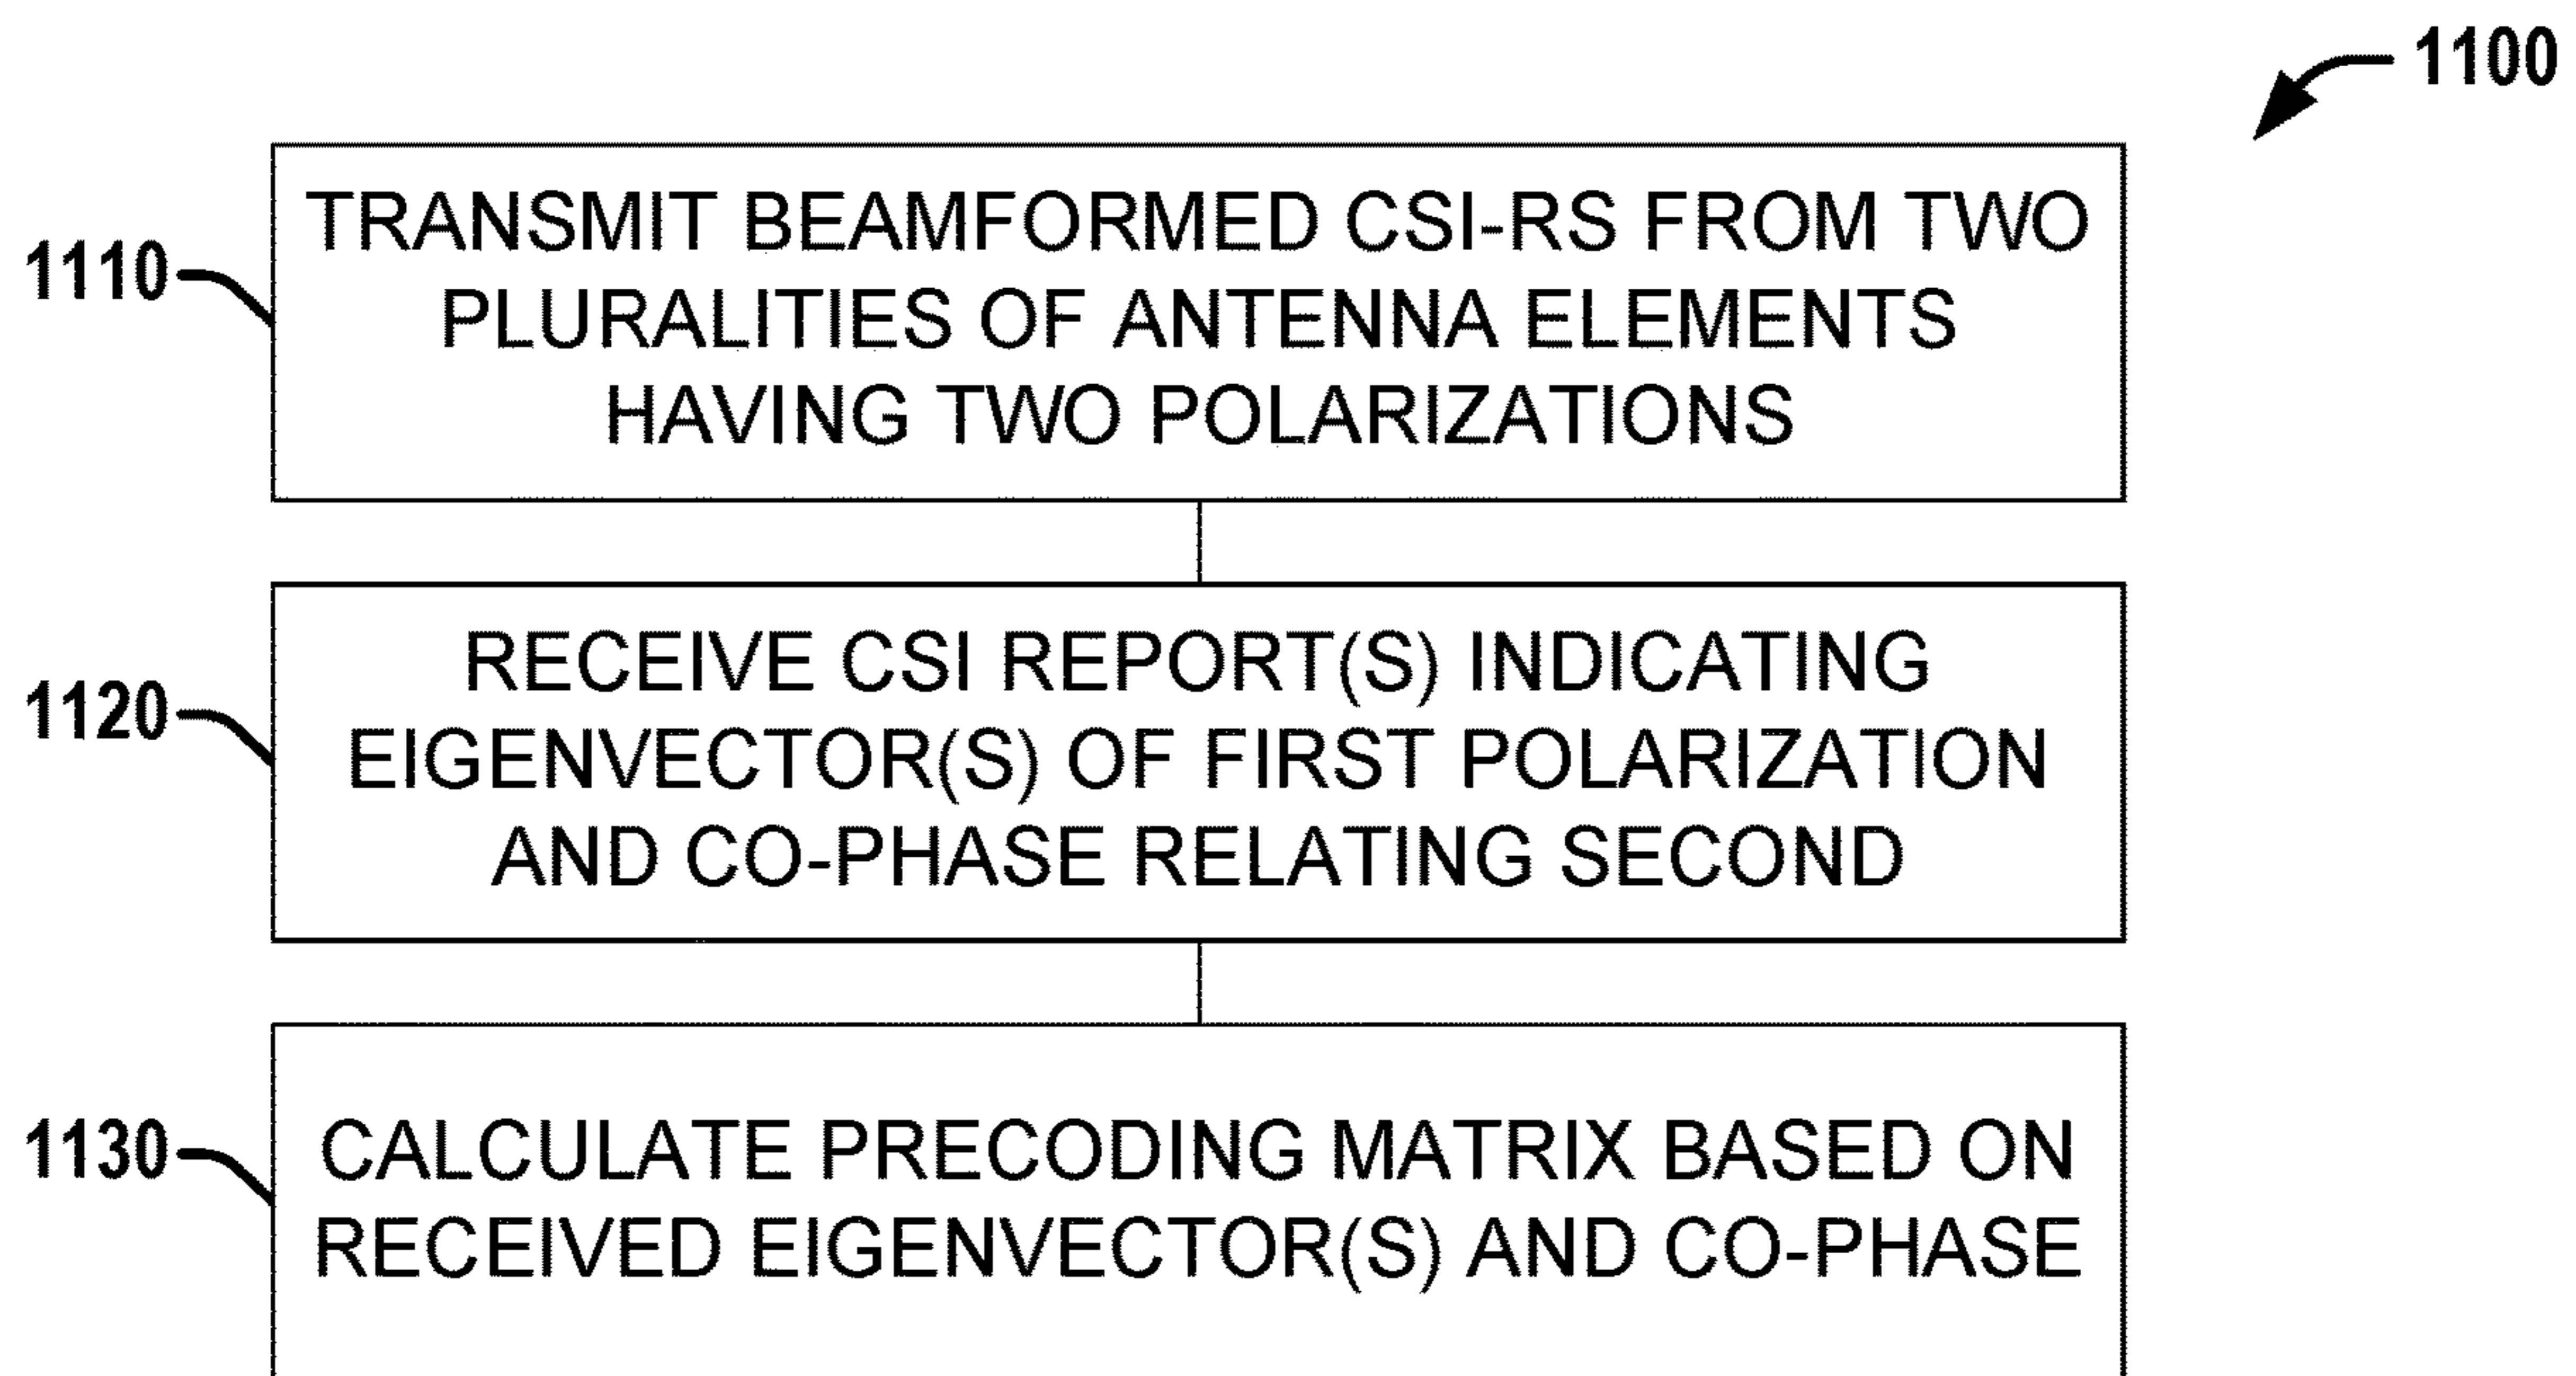 1100
1110
TRANSMIT BEAMFORMED CSI-RS FROM TWO
PLURALITIES OF ANTENNA ELEMENTS
HAVING TWO POLARIZATIONS
1120
RECEIVE CSI REPORT(S) INDICATING
EIGENVECTOR(S) OF FIRST POLARIZATION
AND CO-PHASE RELATING SECOND
1130
CALCULATE PRECODING MATRIX BASED ON
RECEIVED EIGENVECTOR(S) AND CO-PHASE